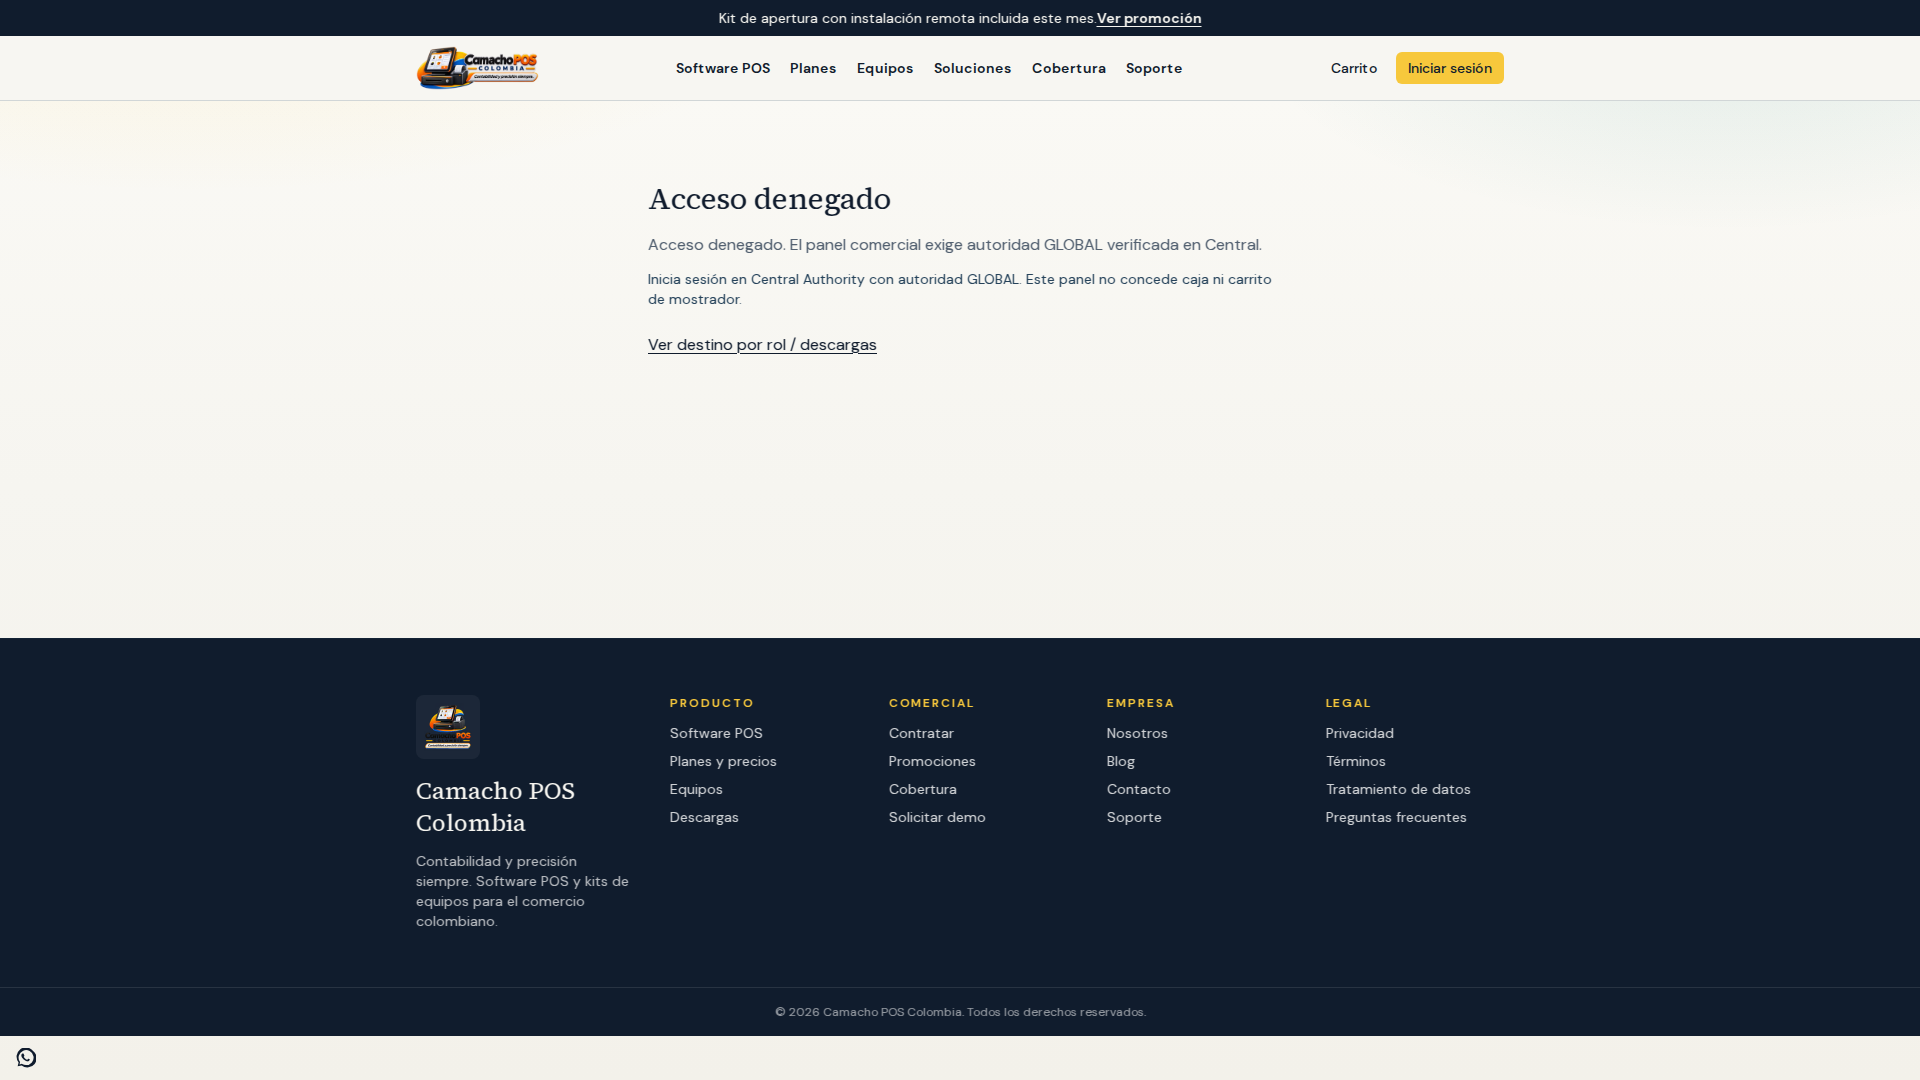 Kit de apertura con instalación remota incluida este mes.Ver promoción
CamachoPOS
COLOMBIA
Contabilidad y precisión siempre.
Software POS
Planes
Equipos
Soluciones
Cobertura
Soporte
Carrito
Iniciar sesión
Acceso denegado
Acceso denegado. El panel comercial exige autoridad GLOBAL verificada en Central.
Inicia sesión en Central Authority con autoridad GLOBAL. Este panel no concede caja ni carrito
de mostrador.
Ver destino por rol / descargas
Camacho POS
Colombia
Contabilidad y precisión
siempre. Software POS y kits de
equipos para el comercio
colombiano.
PRODUCTO
Software POS
Planes y precios
Equipos
Descargas
COMERCIAL
Contratar
Promociones
Cobertura
Solicitar demo
EMPRESA
Nosotros
Blog
Contacto
Soporte
LEGAL
Privacidad
Términos
Tratamiento de datos
Preguntas frecuentes
© 2026 Camacho POS Colombia. Todos los derechos reservados.